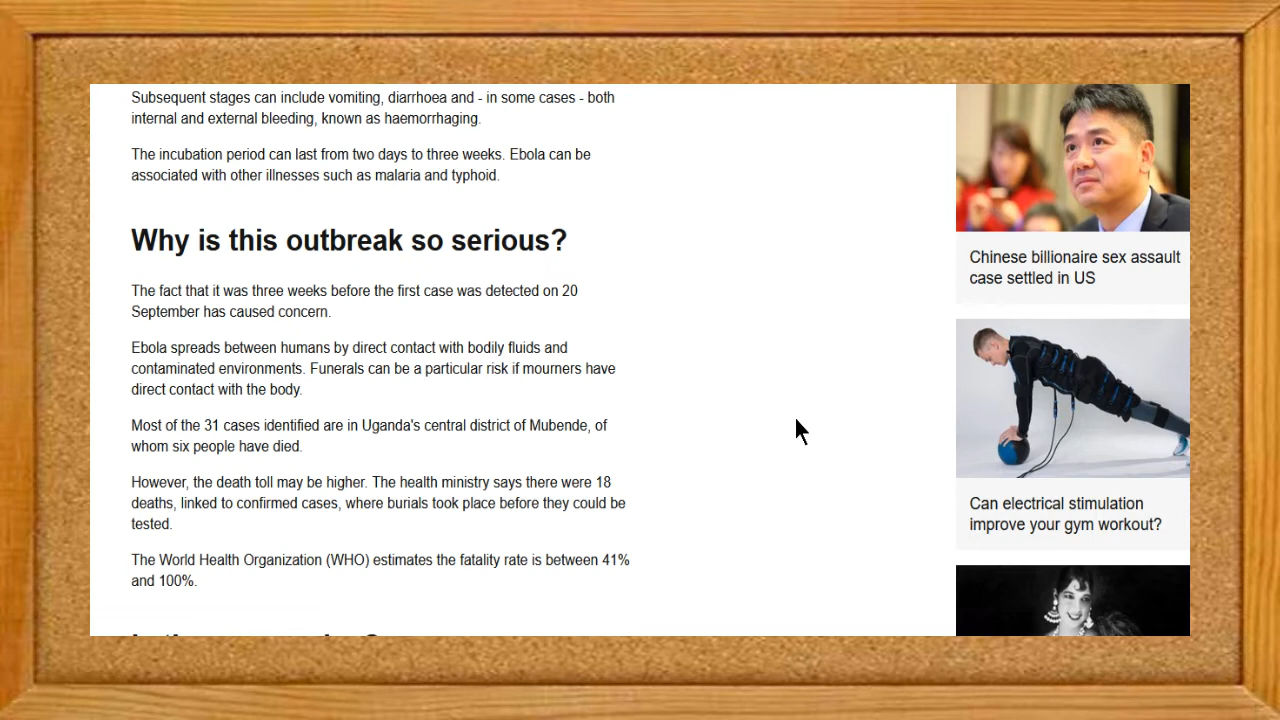 Subsequent stages can include vomiting, diarrhoea and - in some cases - both
internal and external bleeding, known as haemorrhaging.
The incubation period can last from two days to three weeks. Ebola can be
associated with other illnesses such as malaria and typhoid.
Why is this outbreak so serious?
The fact that it was three weeks before the first case was detected on 20
September has caused concern.
Ebola spreads between humans by direct contact with bodily fluids and
contaminated environments. Funerals can be a particular risk if mourners have
direct contact with the body.
Most of the 31 cases identified are in Uganda's central district of Mubende, of
whom six people have died.
However, the death toll may be higher. The health ministry says there were 18
deaths, linked to confirmed cases, where burials took place before they could be
tested.
The World Health Organization (WHO) estimates the fatality rate is between 41%
and 100%.
Chinese billionaire sex assault
case settled in US
Can electrical stimulation
improve your gym workout?